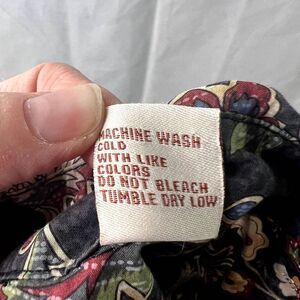 MACHINE WASH
COLD
WITH LIKE
COLORS
DO NOT BLEACH
TUMBLE DRY LOW